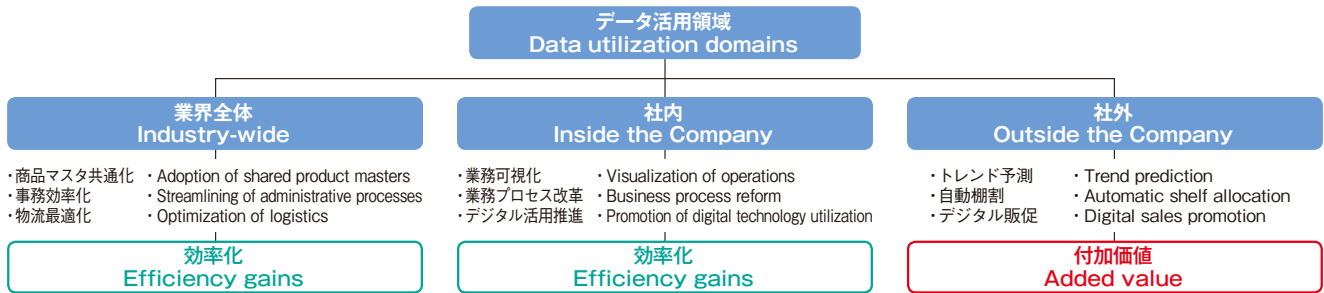 データ活用領域
Data utilization domains
業界全体
Industry-wide
・商品マスタ共通化 ・Adoption of shared product masters
・事務効率化 ・Streamlining of administrative processes
・物流最適化 ・Optimization of logistics
効率化
Efficiency gains
社内
Inside the Company
・業務可視化 ・Visualization of operations
・業務プロセス改革 ・Business process reform
・デジタル活用推進 ・Promotion of digital technology utilization
効率化
Efficiency gains
社外
Outside the Company
・トレンド予測 ・Trend prediction
・自動棚割 ・Automatic shelf allocation
・デジタル販促 ・Digital sales promotion
付加価値
Added value